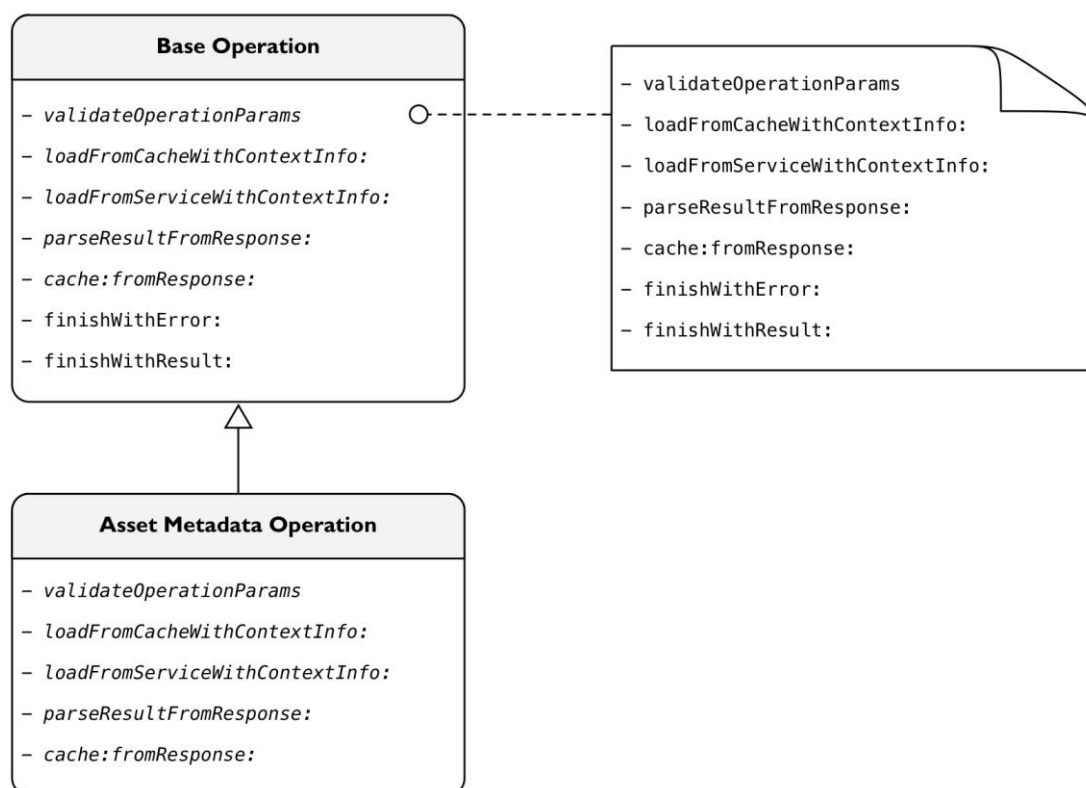 Base Operation
– validateOperationParams
– loadFromCacheWithContextInfo:
– loadFromServiceWithContextInfo:
– parseResultFromResponse:
– cache:fromResponse:
– finishWithError:
– finishWithResult:
– validateOperationParams
– loadFromCacheWithContextInfo:
– loadFromServiceWithContextInfo:
– parseResultFromResponse:
– cache:fromResponse:
– finishWithError:
– finishWithResult:
Asset Metadata Operation
– validateOperationParams
– loadFromCacheWithContextInfo:
– loadFromServiceWithContextInfo:
– parseResultFromResponse:
– cache:fromResponse: